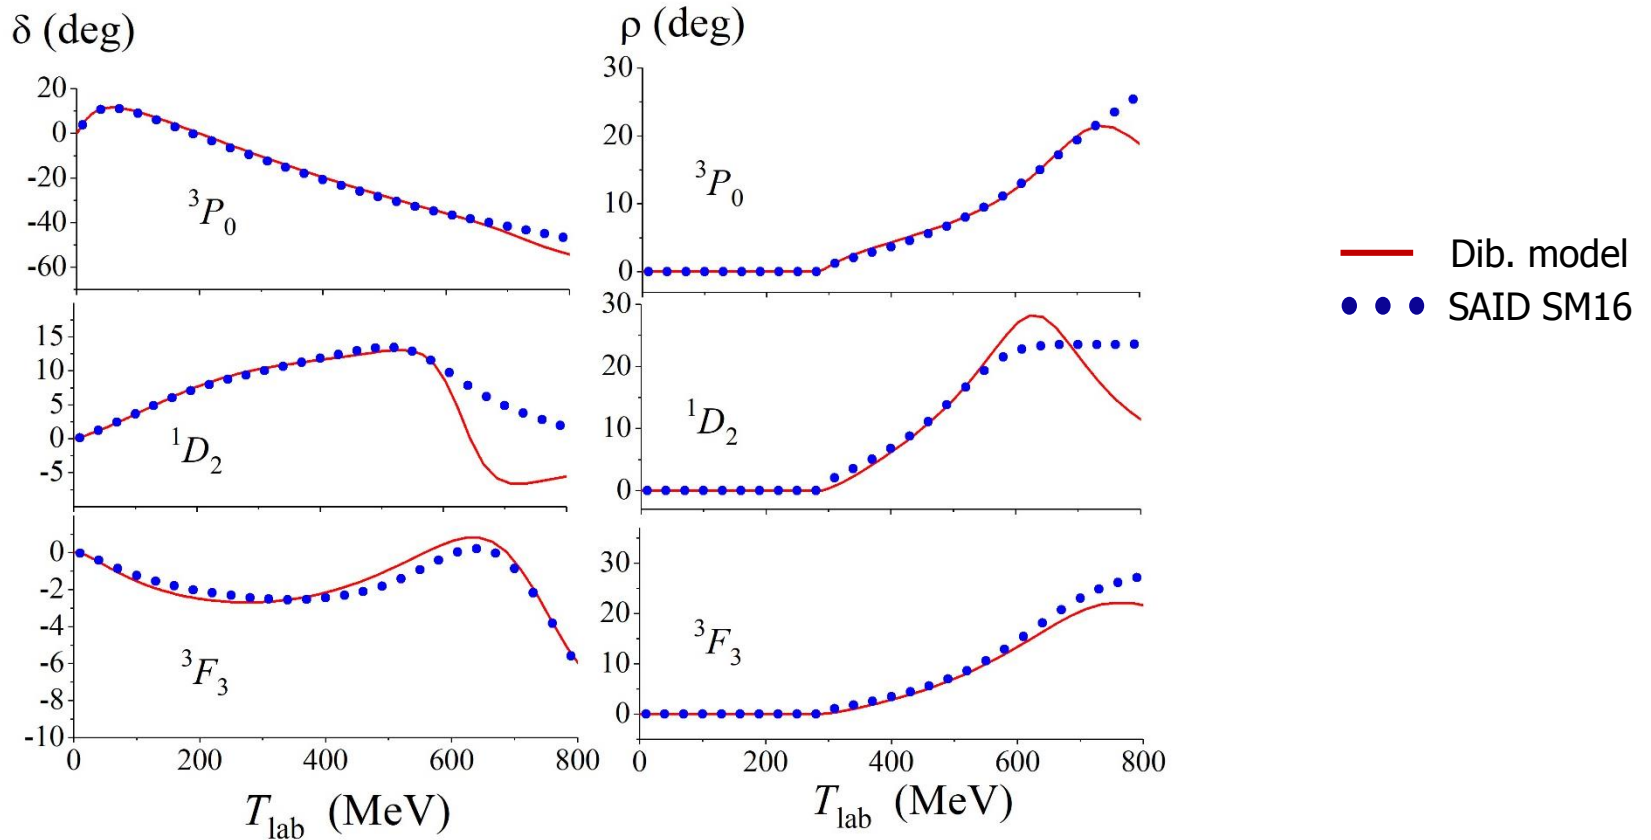 δ (deg)
20
0
-20
-40
-60
³P₀
15
10
5
0
-5
¹D₂
0
-2
-4
-6
-8
-10
³F₃
0 200 400 600 800
T_lab (MeV)
ρ (deg)
30
20
10
0
³P₀
30
20
10
0
¹D₂
30
20
10
0
³F₃
0 200 400 600 800
T_lab (MeV)
Dib. model
SAID SM16